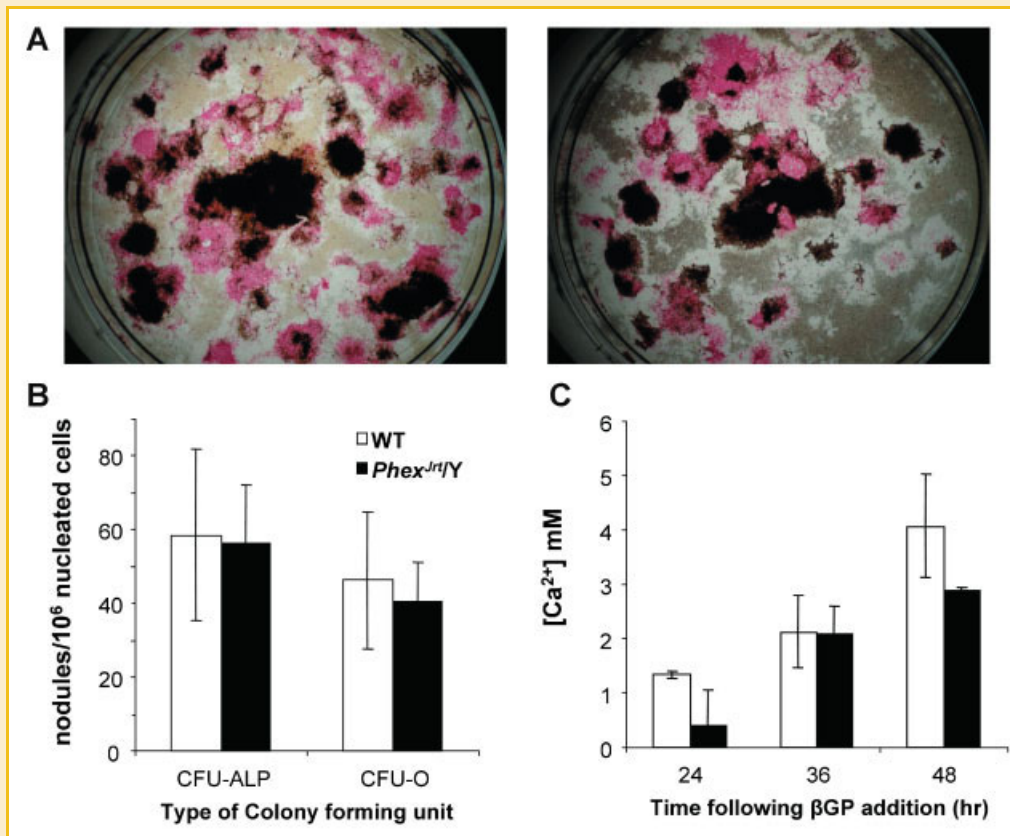 A
B
nodules/10⁶ nucleated cells
80
60
40
20
0
WT
Phex^Jrt/Y
CFU-ALP
CFU-O
Type of Colony forming unit
C
[Ca²⁺] mM
6
5
4
3
2
1
0
24
36
48
Time following βGP addition (hr)